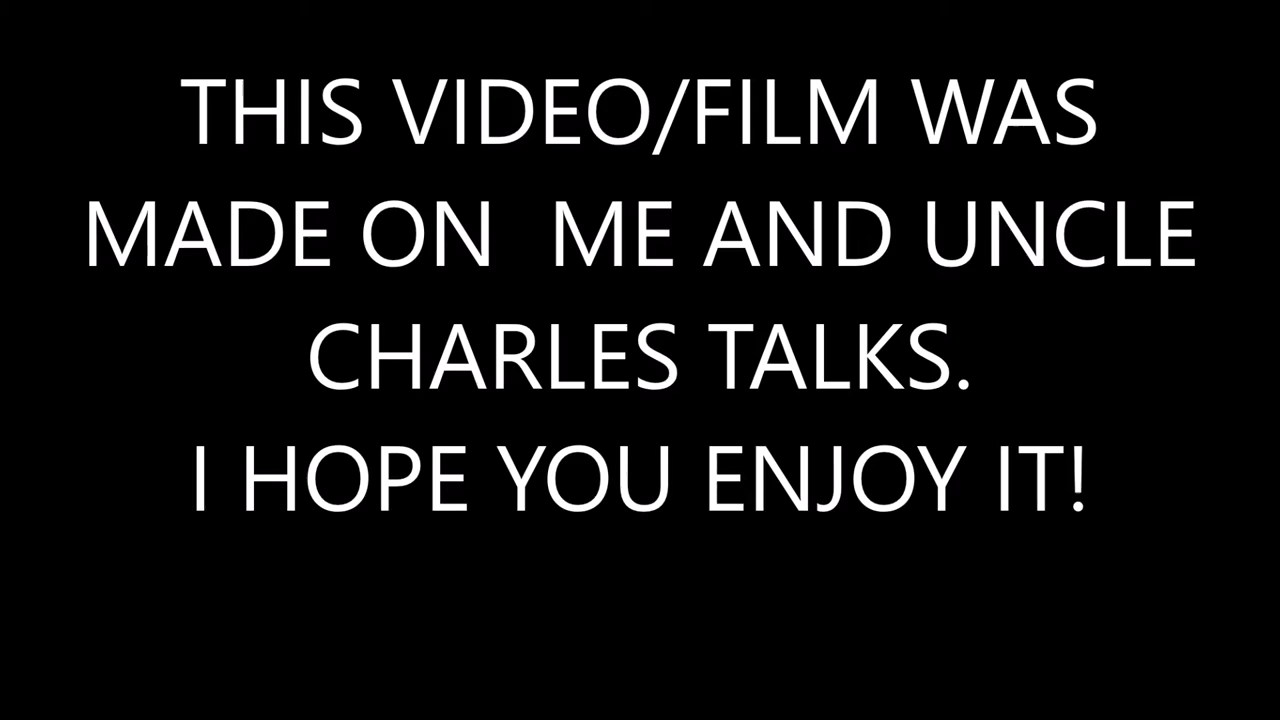 THIS VIDEO/FILM WAS
MADE ON  ME AND UNCLE
CHARLES TALKS.
I HOPE YOU ENJOY IT!